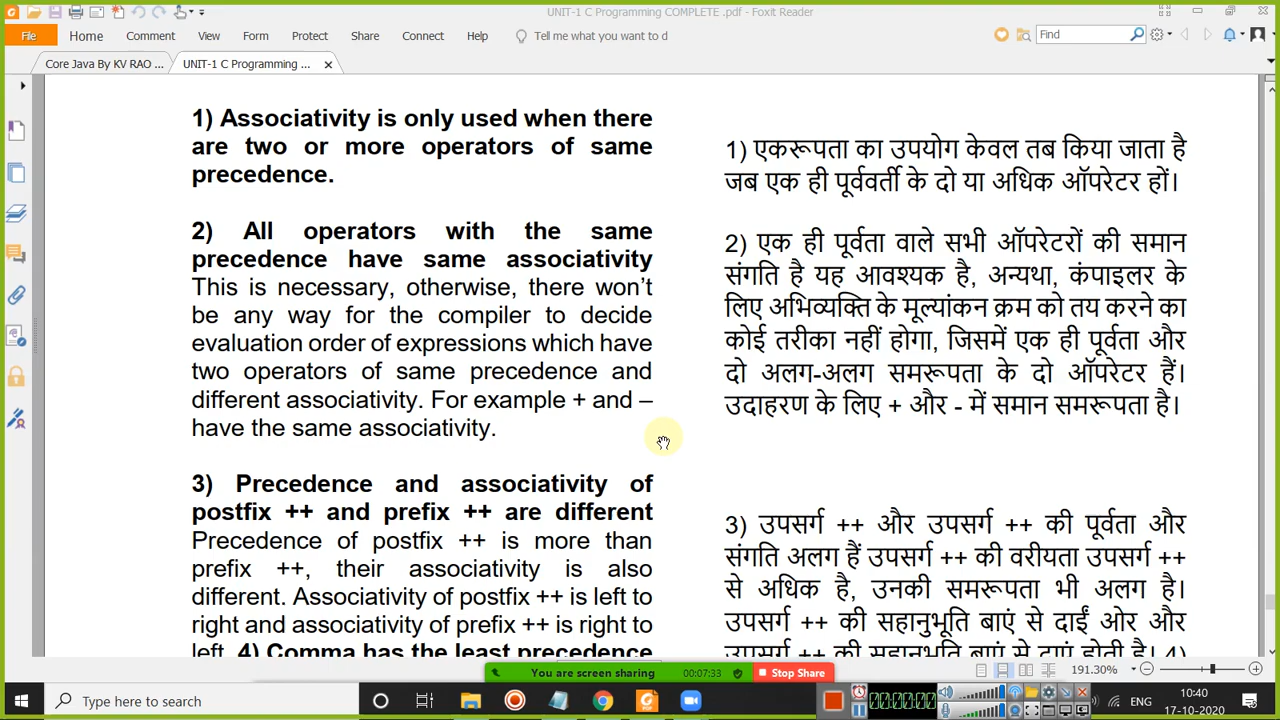 UNIT-1 C Programming COMPLETE .pdf - Foxit Reader
File Home Comment View Form Protect Share Connect Help Tell me what you want to d Find
Core Java By KV RAO ... UNIT-1 C Programming ...
1) Associativity is only used when there
are two or more operators of same
precedence.
2) All operators with the same
precedence have same associativity
This is necessary, otherwise, there won't
be any way for the compiler to decide
evaluation order of expressions which have
two operators of same precedence and
different associativity. For example + and –
have the same associativity.
3) Precedence and associativity of
postfix ++ and prefix ++ are different
Precedence of postfix ++ is more than
prefix ++, their associativity is also
different. Associativity of postfix ++ is left to
right and associativity of prefix ++ is right to
left. 4) Comma has the least precedence
1) एकरूपता का उपयोग केवल तब किया जाता है
जब एक ही पूर्ववर्ती के दो या अधिक ऑपरेटर हों।
2) एक ही पूर्वता वाले सभी ऑपरेटरों की समान
संगति है यह आवश्यक है, अन्यथा, कंपाइलर के
लिए अभिव्यक्ति के मूल्यांकन क्रम को तय करने का
कोई तरीका नहीं होगा, जिसमें एक ही पूर्वता और
दो अलग-अलग समरूपता के दो ऑपरेटर हैं।
उदाहरण के लिए + और - में समान समरूपता है।
3) उपसर्ग ++ और उपसर्ग ++ की पूर्वता और
संगति अलग हैं उपसर्ग ++ की वरीयता उपसर्ग ++
से अधिक है, उनकी समरूपता भी अलग है।
उपसर्ग ++ की सहानुभूति बाएं से दाईं ओर और
उपसर्ग ++ की सहानुभूति बाएं से दाएं होती है। 4)
You are screen sharing 00:07:33 Stop Share
191.30%
Type here to search
00:00:00
ENG
10:40
17-10-2020